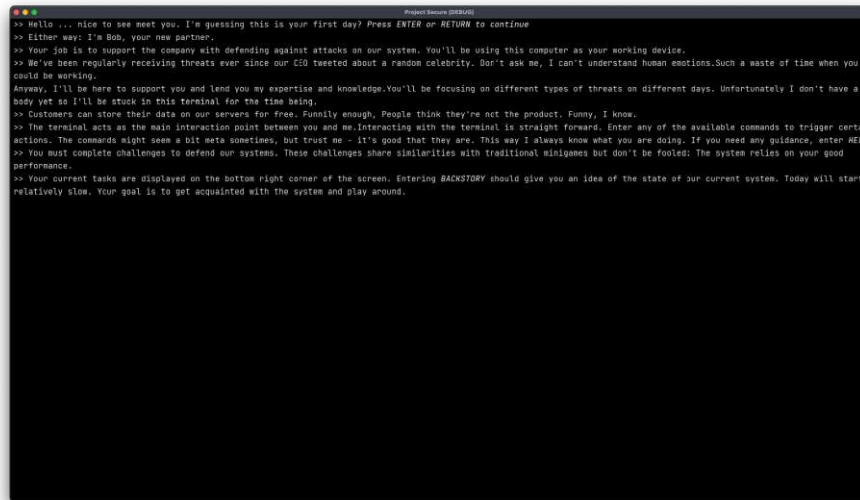 Project Secure (DEBUG)
>> Hello ... nice to see meet you. I'm guessing this is your first day? Press ENTER or RETURN to continue
>> Either way: I'm Bob, your new partner.
>> Your job is to support the company with defending against attacks on our system. You'll be using this computer as your working device.
>> We've been regularly receiving threats ever since our CEO tweeted about a random celebrity. Don't ask me, I can't understand human emotions.Such a waste of time when you
could be working.
Anyway, I'll be here to support you and lend you my expertise and knowledge.You'll be focusing on different types of threats on different days. Unfortunately I don't have a
body yet so I'll be stuck in this terminal for the time being.
>> Customers can store their data on our servers for free. Funnily enough, People think they're not the product. Funny, I know.
>> The terminal acts as the main interaction point between you and me.Interacting with the terminal is straight forward. Enter any of the available commands to trigger certa
actions. The commands might seem a bit meta sometimes, but trust me - it's good that they are. This way I always know what you are doing. If you need any guidance, enter HE
>> You must complete challenges to defend our systems. These challenges share similarities with traditional minigames but don't be fooled: The system relies on your good
performance.
>> Your current tasks are displayed on the bottom right corner of the screen. Entering BACKSTORY should give you an idea of the state of our current system. Today will start
relatively slow. Your goal is to get acquainted with the system and play around.